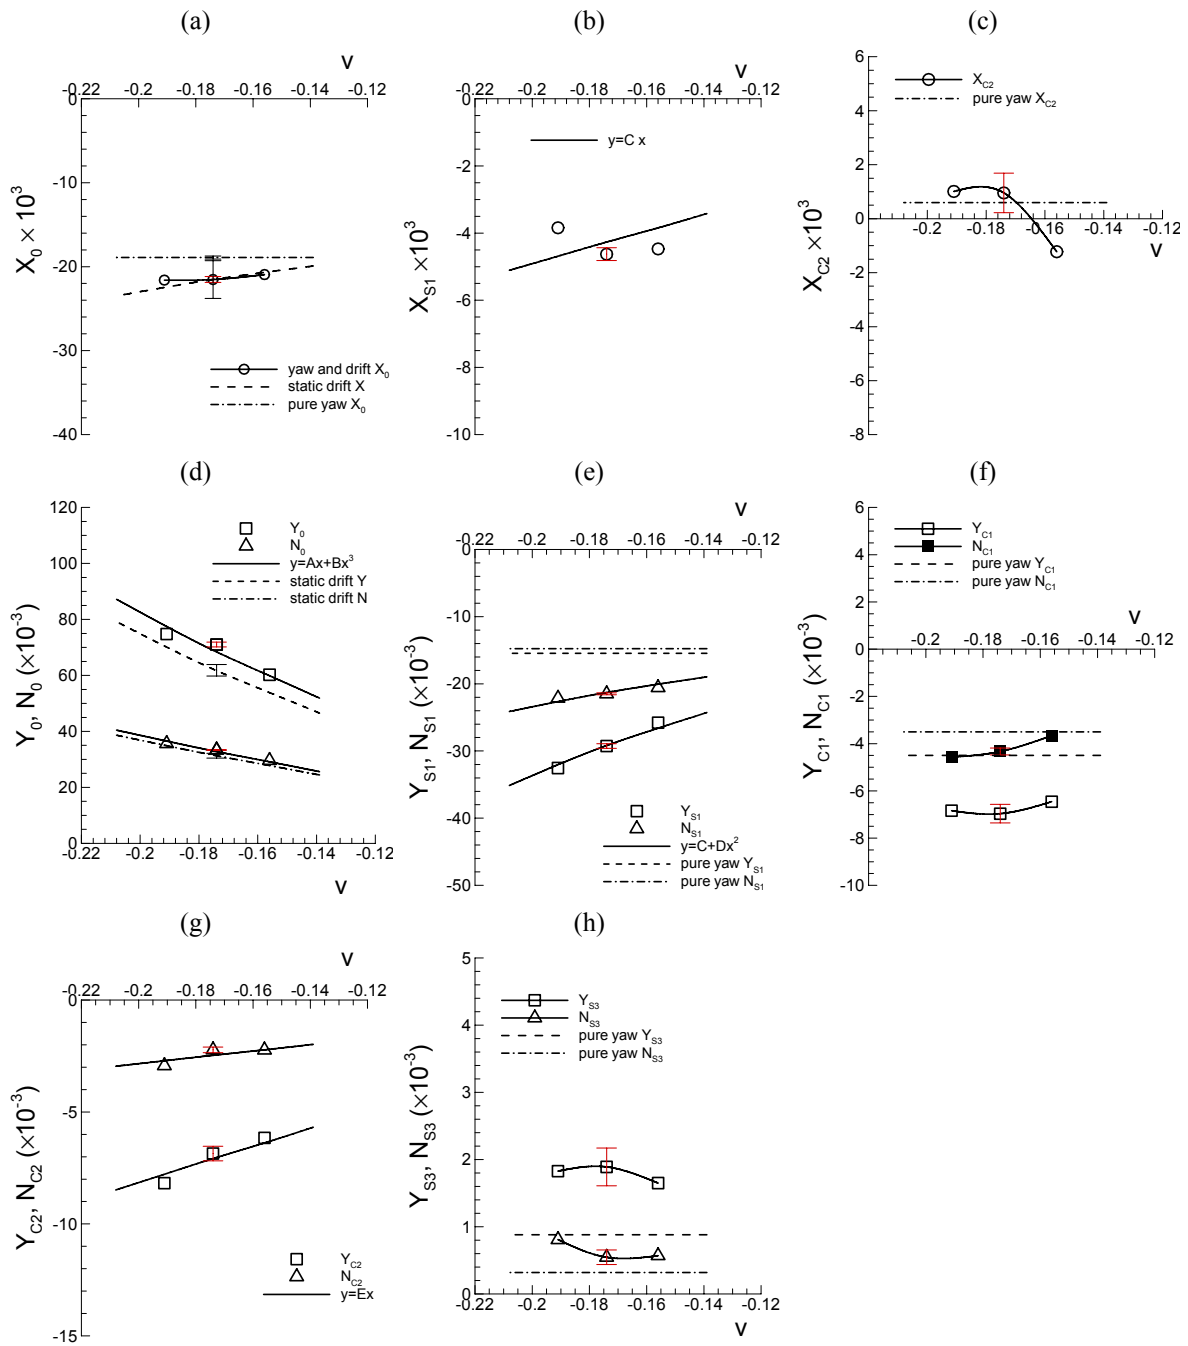 (a)
V
-0.22 -0.2 -0.18 -0.16 -0.14 -0.12
0
-10
-20
-30
-40
X0 × 10^3
yaw and drift X0
static drift X
pure yaw X0
(b)
V
-0.22 -0.2 -0.18 -0.16 -0.14 -0.12
0
-2
-4
-6
-8
-10
XS1 × 10^3
y=C x
(c)
6
4
2
0
-2
-4
-6
-8
XC2 × 10^3
XC2
pure yaw XC2
-0.2 -0.18 -0.16 -0.14 -0.12
V
(d)
120
100
80
60
40
20
0
Y0, N0 (×10^-3)
Y0
N0
y=Ax+Bx^3
static drift Y
static drift N
-0.22 -0.2 -0.18 -0.16 -0.14 -0.12
V
(e)
V
-0.22 -0.2 -0.18 -0.16 -0.14 -0.12
0
-10
-20
-30
-40
-50
YS1, NS1 (×10^-3)
YS1
NS1
y=C+Dx^2
pure yaw YS1
pure yaw NS1
(f)
6
4
2
0
-2
-4
-6
-8
-10
YC1, NC1 (×10^-3)
YC1
NC1
pure yaw YC1
pure yaw NC1
V
-0.2 -0.18 -0.16 -0.14 -0.12
(g)
V
-0.22 -0.2 -0.18 -0.16 -0.14 -0.12
0
-5
-10
-15
YC2, NC2 (×10^-3)
YC2
NC2
y=Ex
(h)
5
4
3
2
1
0
YS3, NS3 (×10^-3)
YS3
NS3
pure yaw YS3
pure yaw NS3
-0.22 -0.2 -0.18 -0.16 -0.14 -0.12
V